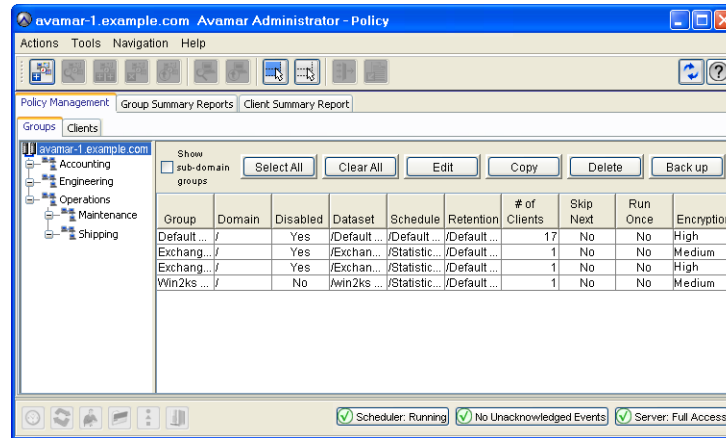 avamar-1.example.com Avamar Administrator - Policy
Actions Tools Navigation Help
Policy Management Group Summary Reports Client Summary Report
Groups Clients
avamar-1.example.com
Accounting
Engineering
Operations
Maintenance
Shipping
Show sub-domain groups
Select All Clear All Edit Copy Delete Back up
Group Domain Disabled Dataset Schedule Retention # of Clients Skip Next Run Once Encryption
Default ... / Yes /Default ... /Default ... /Default ... 17 No No High
Exchang... / Yes /Exchan... /Statistic... /Default ... 1 No No Medium
Exchang... / Yes /Exchan... /Statistic... /Default ... 1 No No High
Win2ks ... / No /win2ks ... /Statistic... /Default ... 1 No No Medium
Scheduler: Running No Unacknowledged Events Server: Full Access